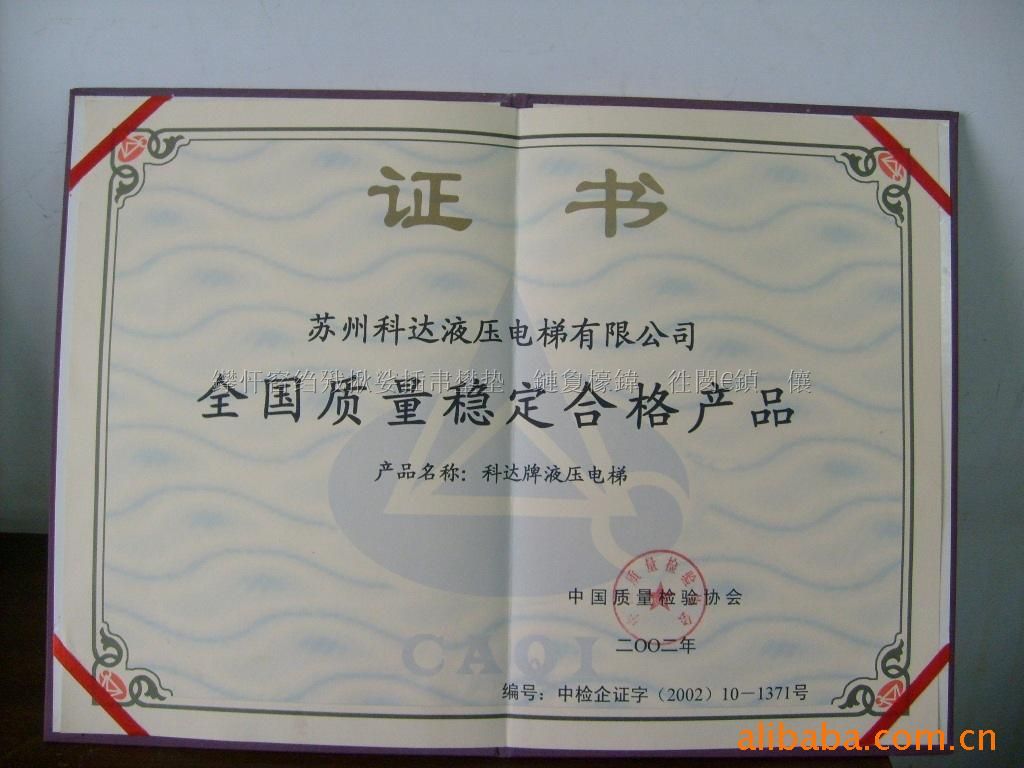 证书
苏州科达液压电梯有限公司
全国质量稳定合格产品
产品名称：科达牌液压电梯
中国质量检验协会
二〇〇二年
CAQI
编号：中检企证字（2002）10－1371号
alibaba.com.cn